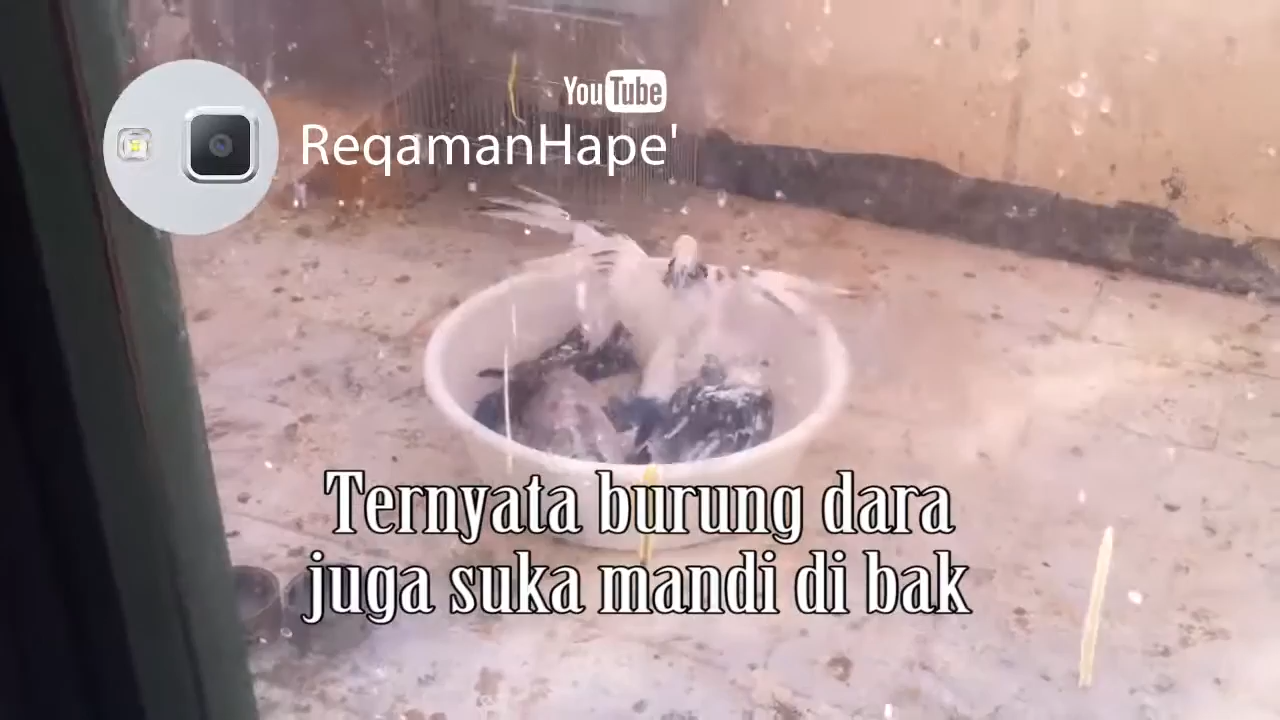 YouTube
ReqamanHape'
Ternyata burung dara
juga suka mandi di bak